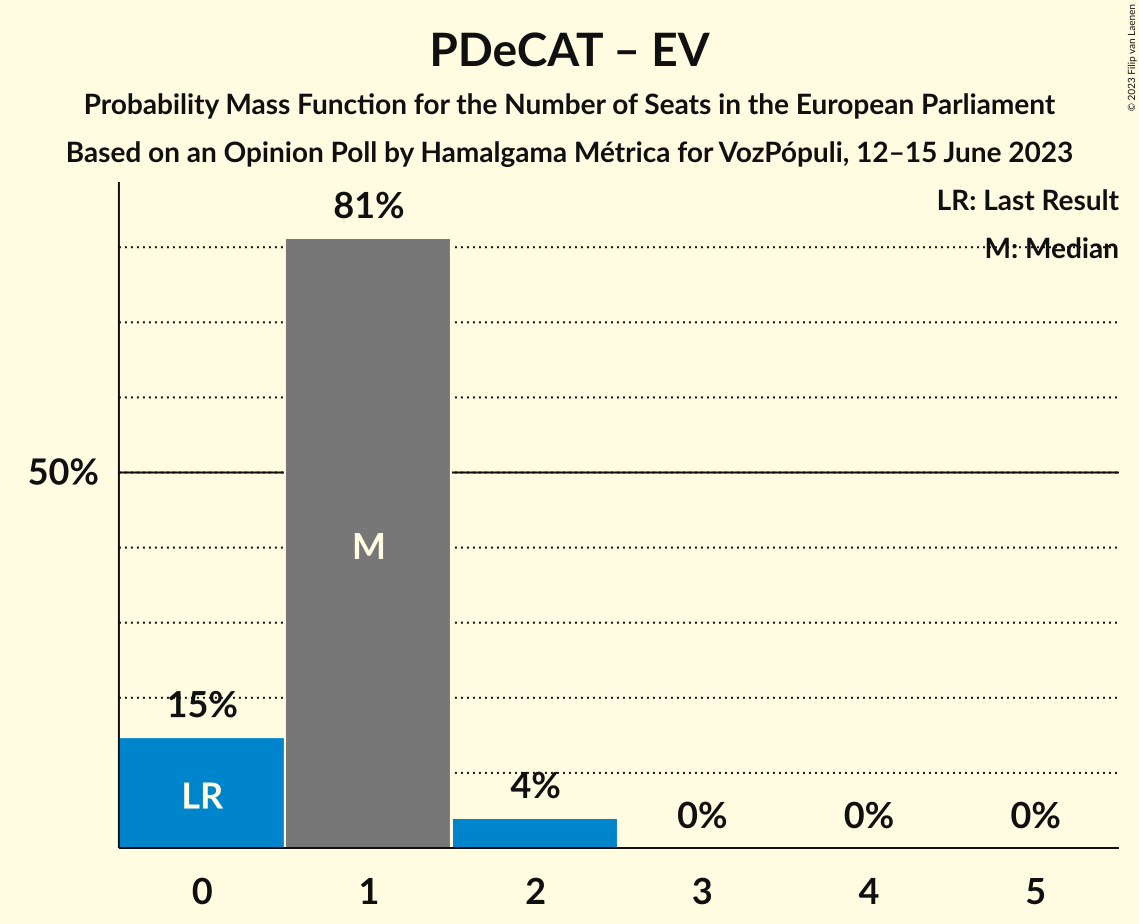 PDeCAT – EV
Probability Mass Function for the Number of Seats in the European Parliament
Based on an Opinion Poll by Hamalgama Métrica for VozPópuli, 12–15 June 2023
© 2023 Filip van Laenen
LR: Last Result
M: Median
81%
50%
M
15%
LR
4%
0%
0%
0%
0
1
2
3
4
5